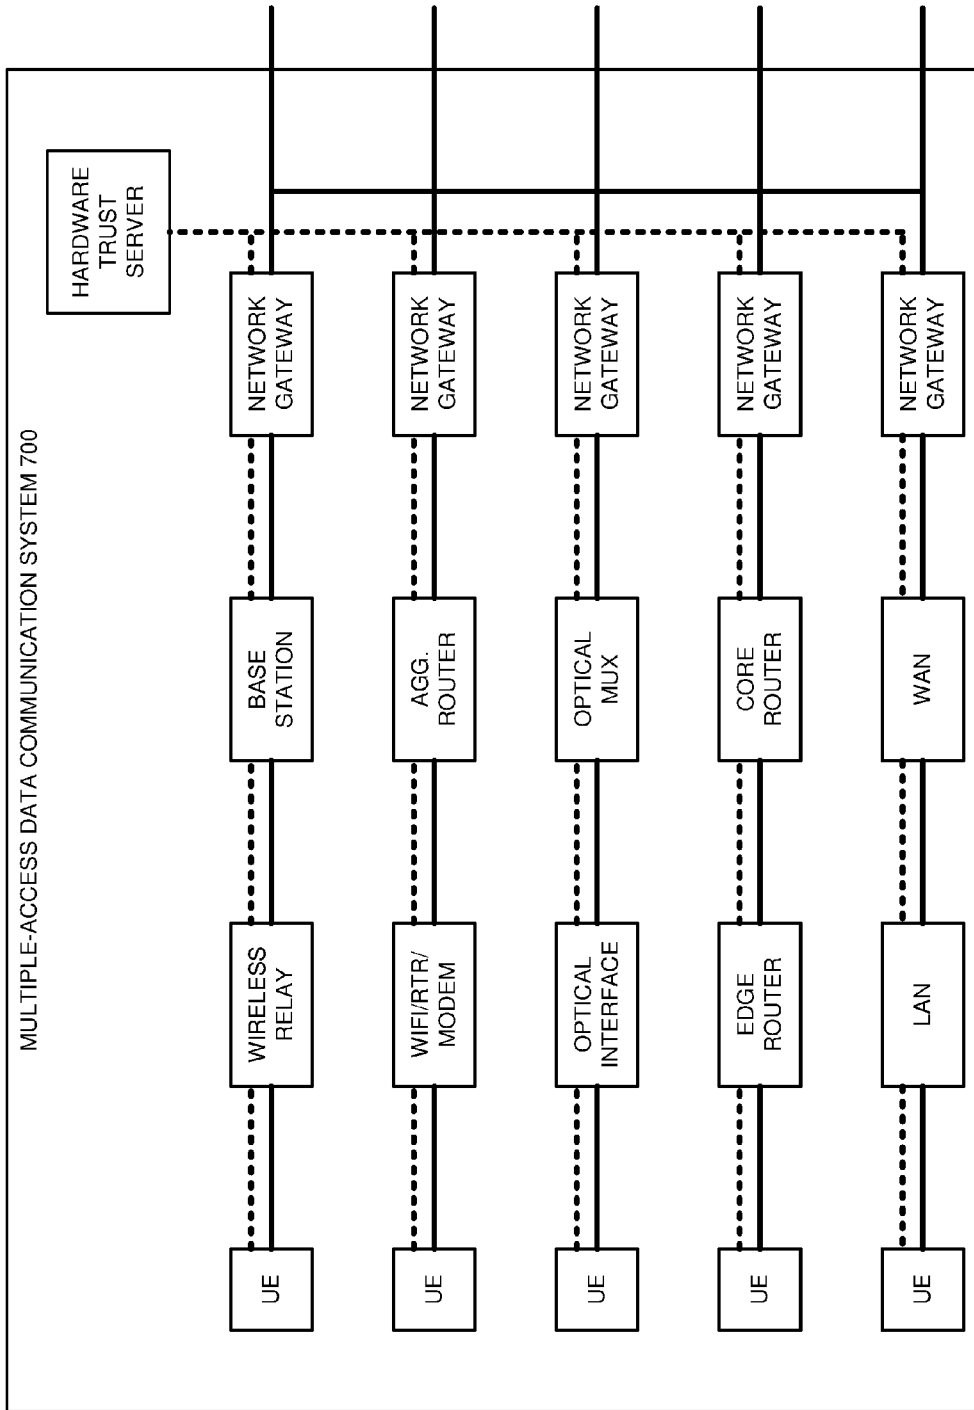 MULTIPLE-ACCESS DATA COMMUNICATION SYSTEM 700
HARDWARE
TRUST
SERVER
UE
WIRELESS
RELAY
BASE
STATION
NETWORK
GATEWAY
UE
WIFI/RTR/
MODEM
AGG.
ROUTER
NETWORK
GATEWAY
UE
OPTICAL
INTERFACE
OPTICAL
MUX
NETWORK
GATEWAY
UE
EDGE
ROUTER
CORE
ROUTER
NETWORK
GATEWAY
UE
LAN
WAN
NETWORK
GATEWAY